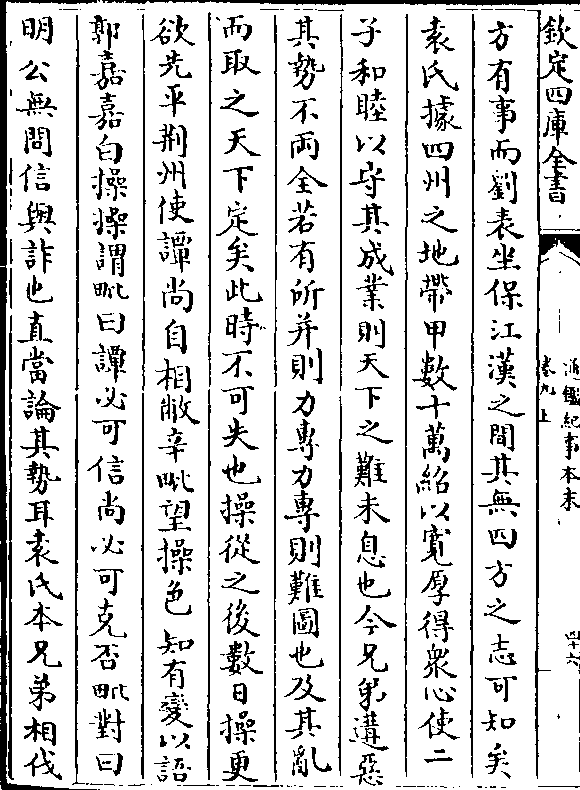 欽定四庫全書
通鑑紀事本末
卷九上
四十六
方有事而劉表坐保江漢之間其無四方之志可知矣
袁氏據四州之地帶甲數十萬紹以寬厚得衆心使二
子和睦以守其成業則天下之難未息也今兄弟遘惡
其勢不両全若有所并則力專力專則難圖也及其亂
而取之天下定矣此時不可失也操從之後數日操更
欲先平荆州使譚尚自相敝辛毗望操色知有變以語
郭嘉嘉白操操謂毗曰譚必可信尚必可克否毗對曰
明公無問信與詐也直當論其勢耳袁氏本兄弟相伐